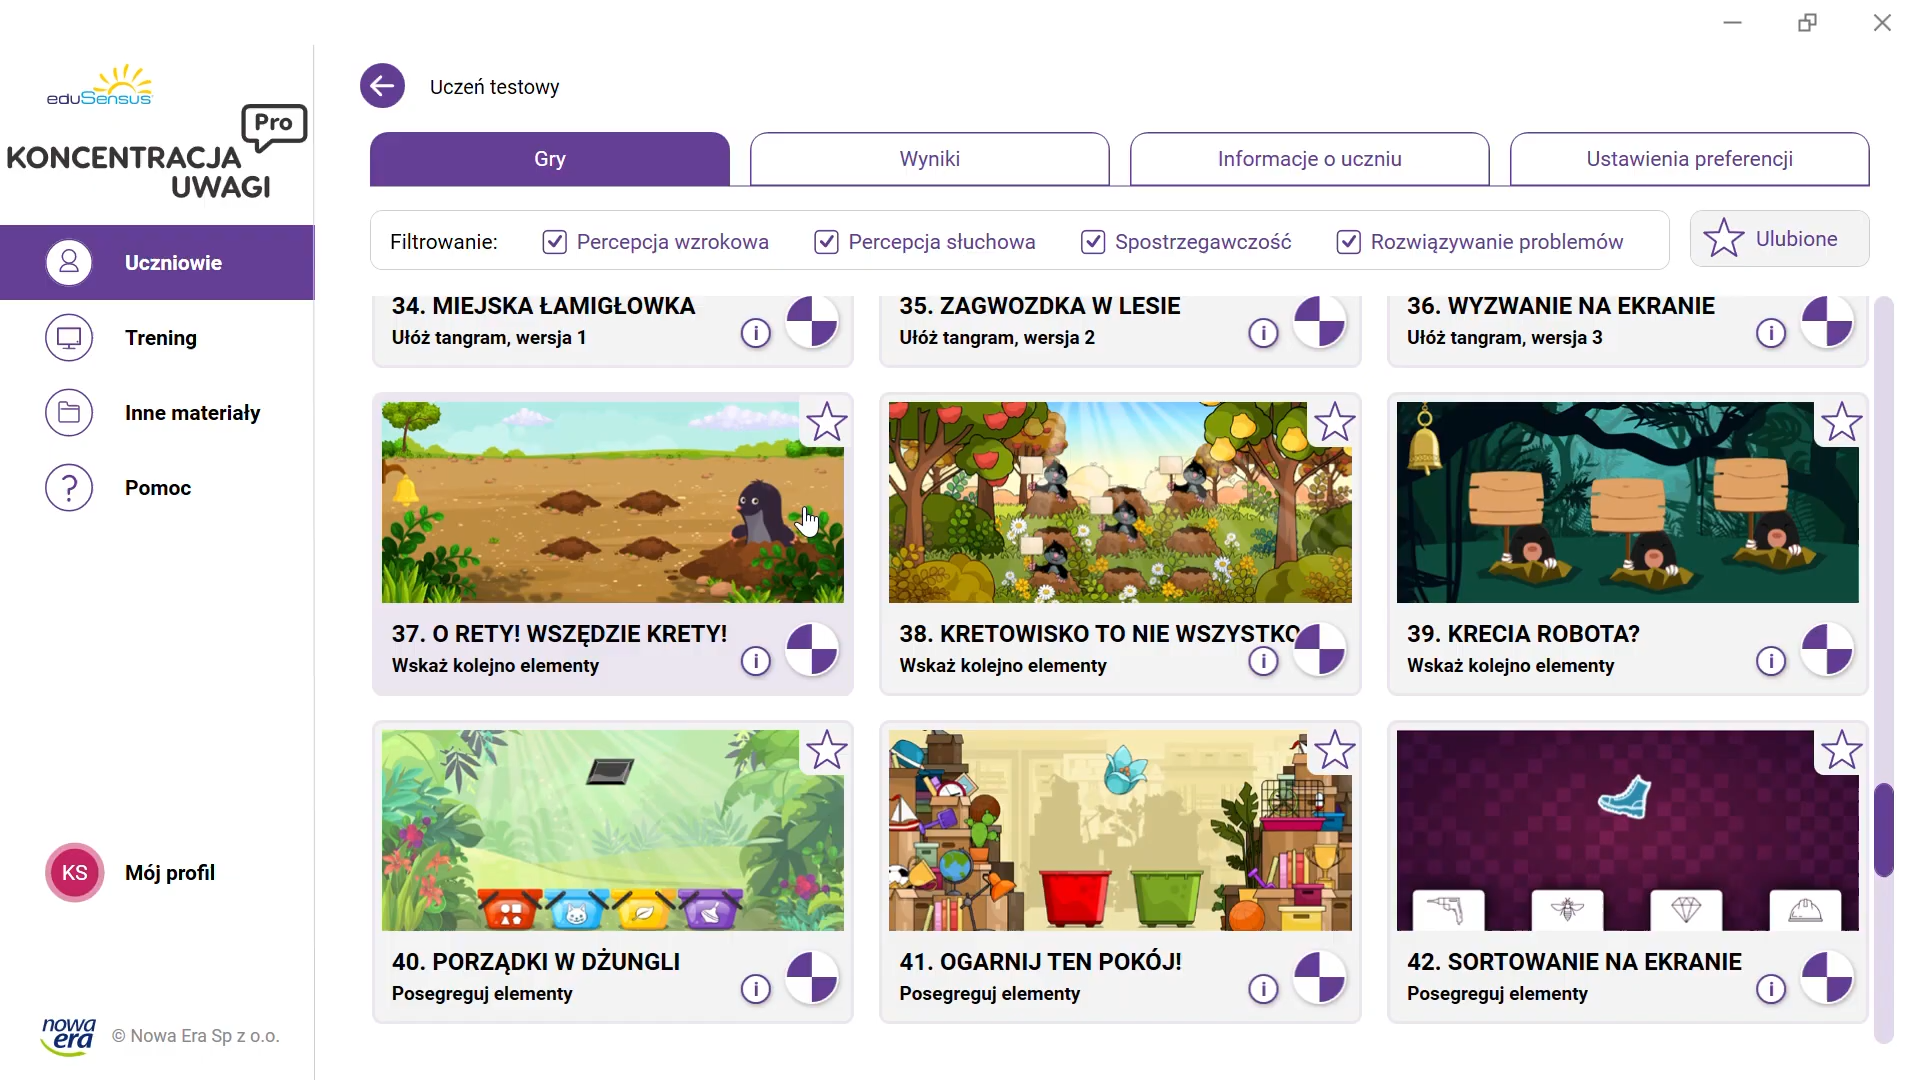 eduSensus
Pro
KONCENTRACJA
UWAGI
Uczniowie
Trening
Inne materiały
Pomoc
KS
Mój profil
nowa
era
© Nowa Era Sp z o.o.
Uczeń testowy
Gry
Wyniki
Informacje o uczniu
Ustawienia preferencji
Filtrowanie:
Percepcja wzrokowa
Percepcja słuchowa
Spostrzegawczość
Rozwiązywanie problemów
Ulubione
34. MIEJSKA ŁAMIGŁÓWKA
Ułóż tangram, wersja 1
35. ZAGWOZDKA W LESIE
Ułóż tangram, wersja 2
36. WYZWANIE NA EKRANIE
Ułóż tangram, wersja 3
37. O RETY! WSZĘDZIE KRETY!
Wskaż kolejno elementy
38. KRETOWISKO TO NIE WSZYSTKO
Wskaż kolejno elementy
39. KRECIA ROBOTA?
Wskaż kolejno elementy
40. PORZĄDKI W DŻUNGLI
Posegreguj elementy
41. OGARNIJ TEN POKÓJ!
Posegreguj elementy
42. SORTOWANIE NA EKRANIE
Posegreguj elementy